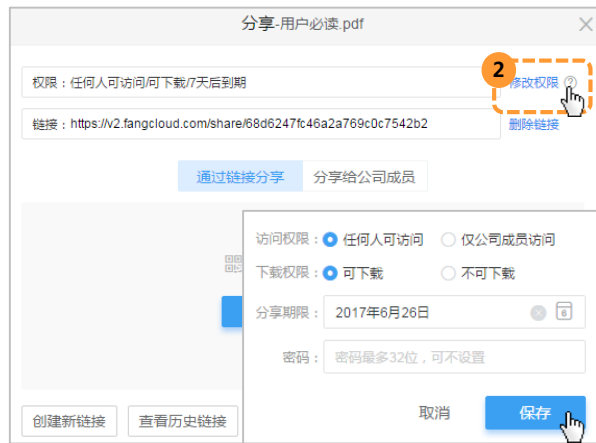 分享-用户必读.pdf
权限：任何人可访问/可下载/7天后到期
2
修改权限 ?
链接：https://v2.fangcloud.com/share/68d6247fc46a2a769c0c7542b2
删除链接
通过链接分享 分享给公司成员
访问权限： 任何人可访问 仅公司成员访问
下载权限： 可下载 不可下载
分享期限： 2017年6月26日 6
密码： 密码最多32位，可不设置
取消 保存
创建新链接 查看历史链接